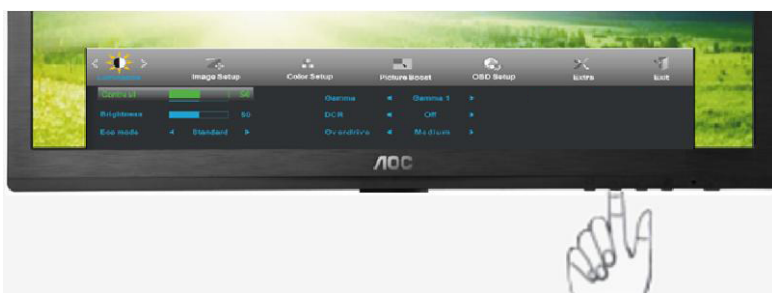 Luminance
Image Setup
Color Setup
Picture Boost
OSD Setup
Extra
Exit
Contrast 50
Gamma Gamma 1
Brightness 50
DCR Off
Eco mode Standard
Overdrive Medium
AOC